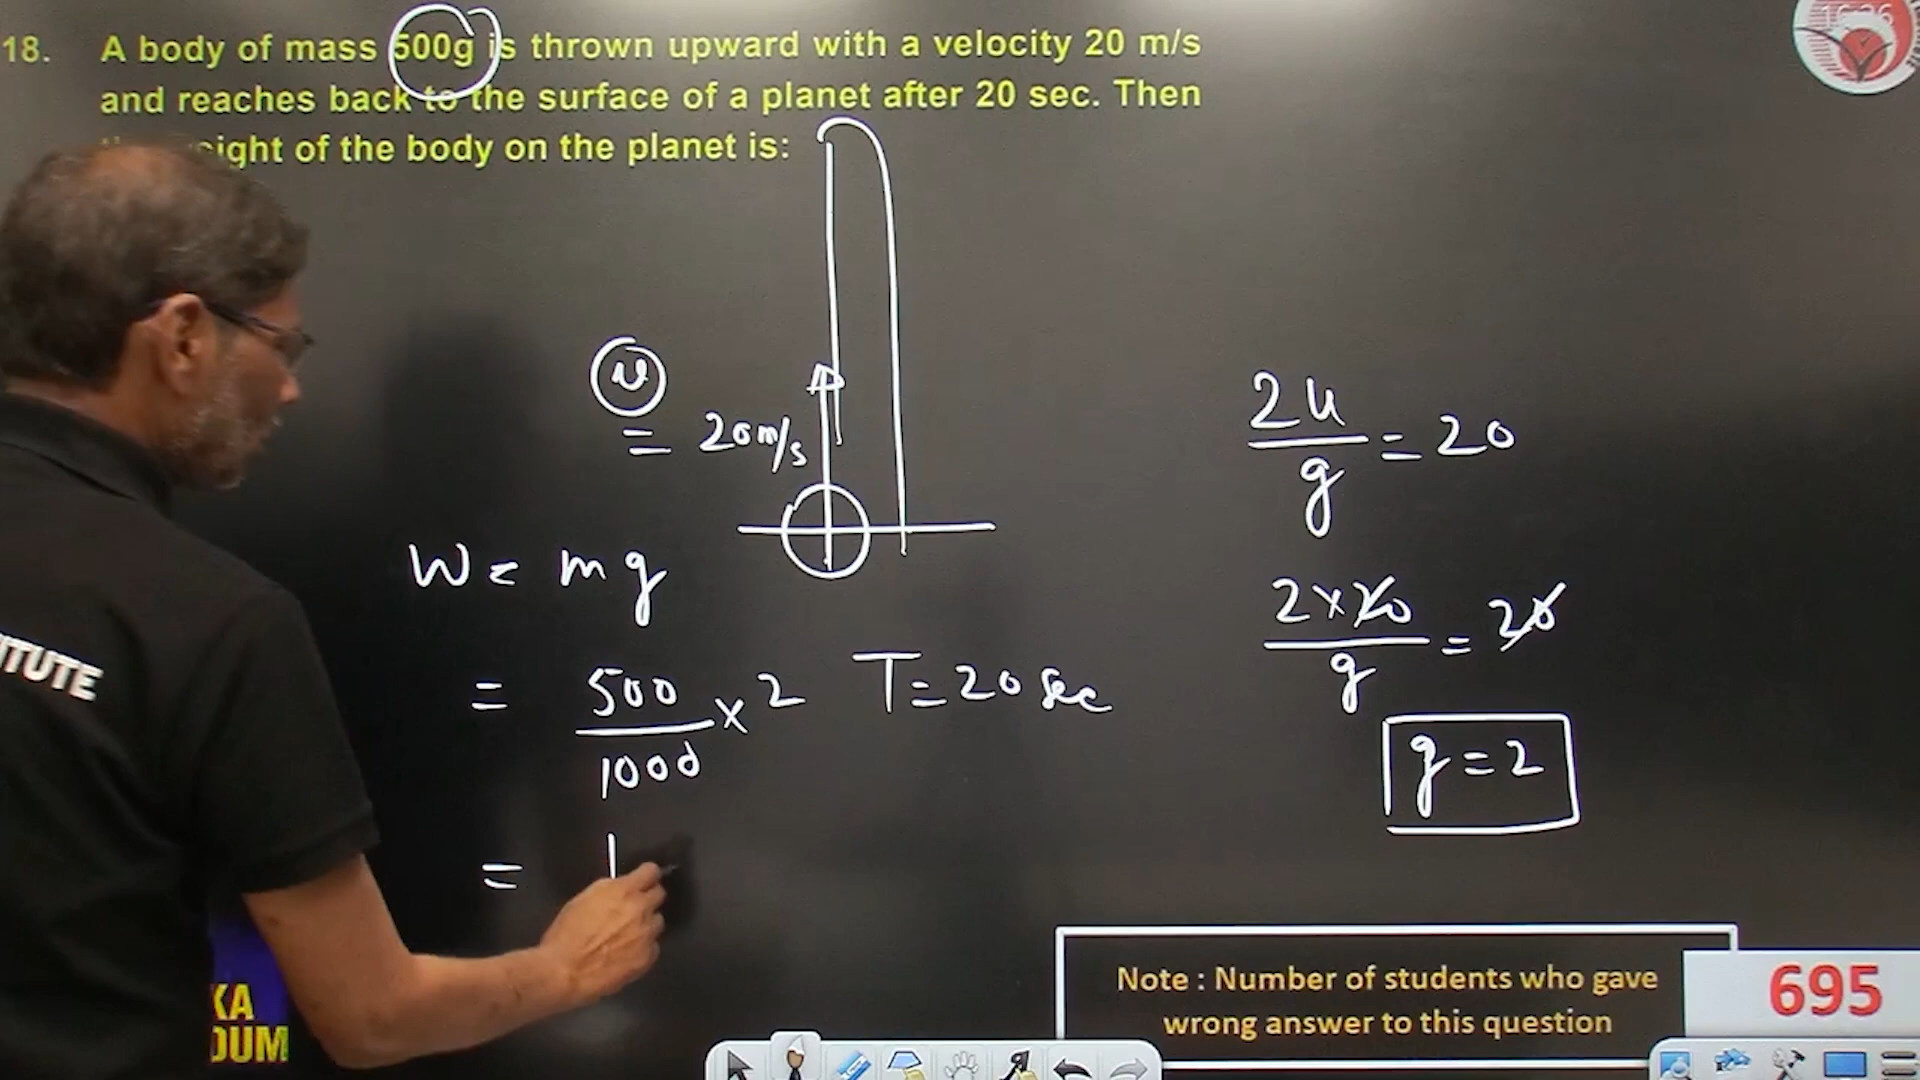 18. A body of mass 500g is thrown upward with a velocity 20 m/s
and reaches back to the surface of a planet after 20 sec. Then
eight of the body on the planet is:
u
= 20m/s
2u/g = 20
W = mg
2×20/g = 20
= 500/1000 × 2
T = 20 sec
g = 2
= 1
ITUTE
KA
DUM
Note : Number of students who gave
wrong answer to this question
695